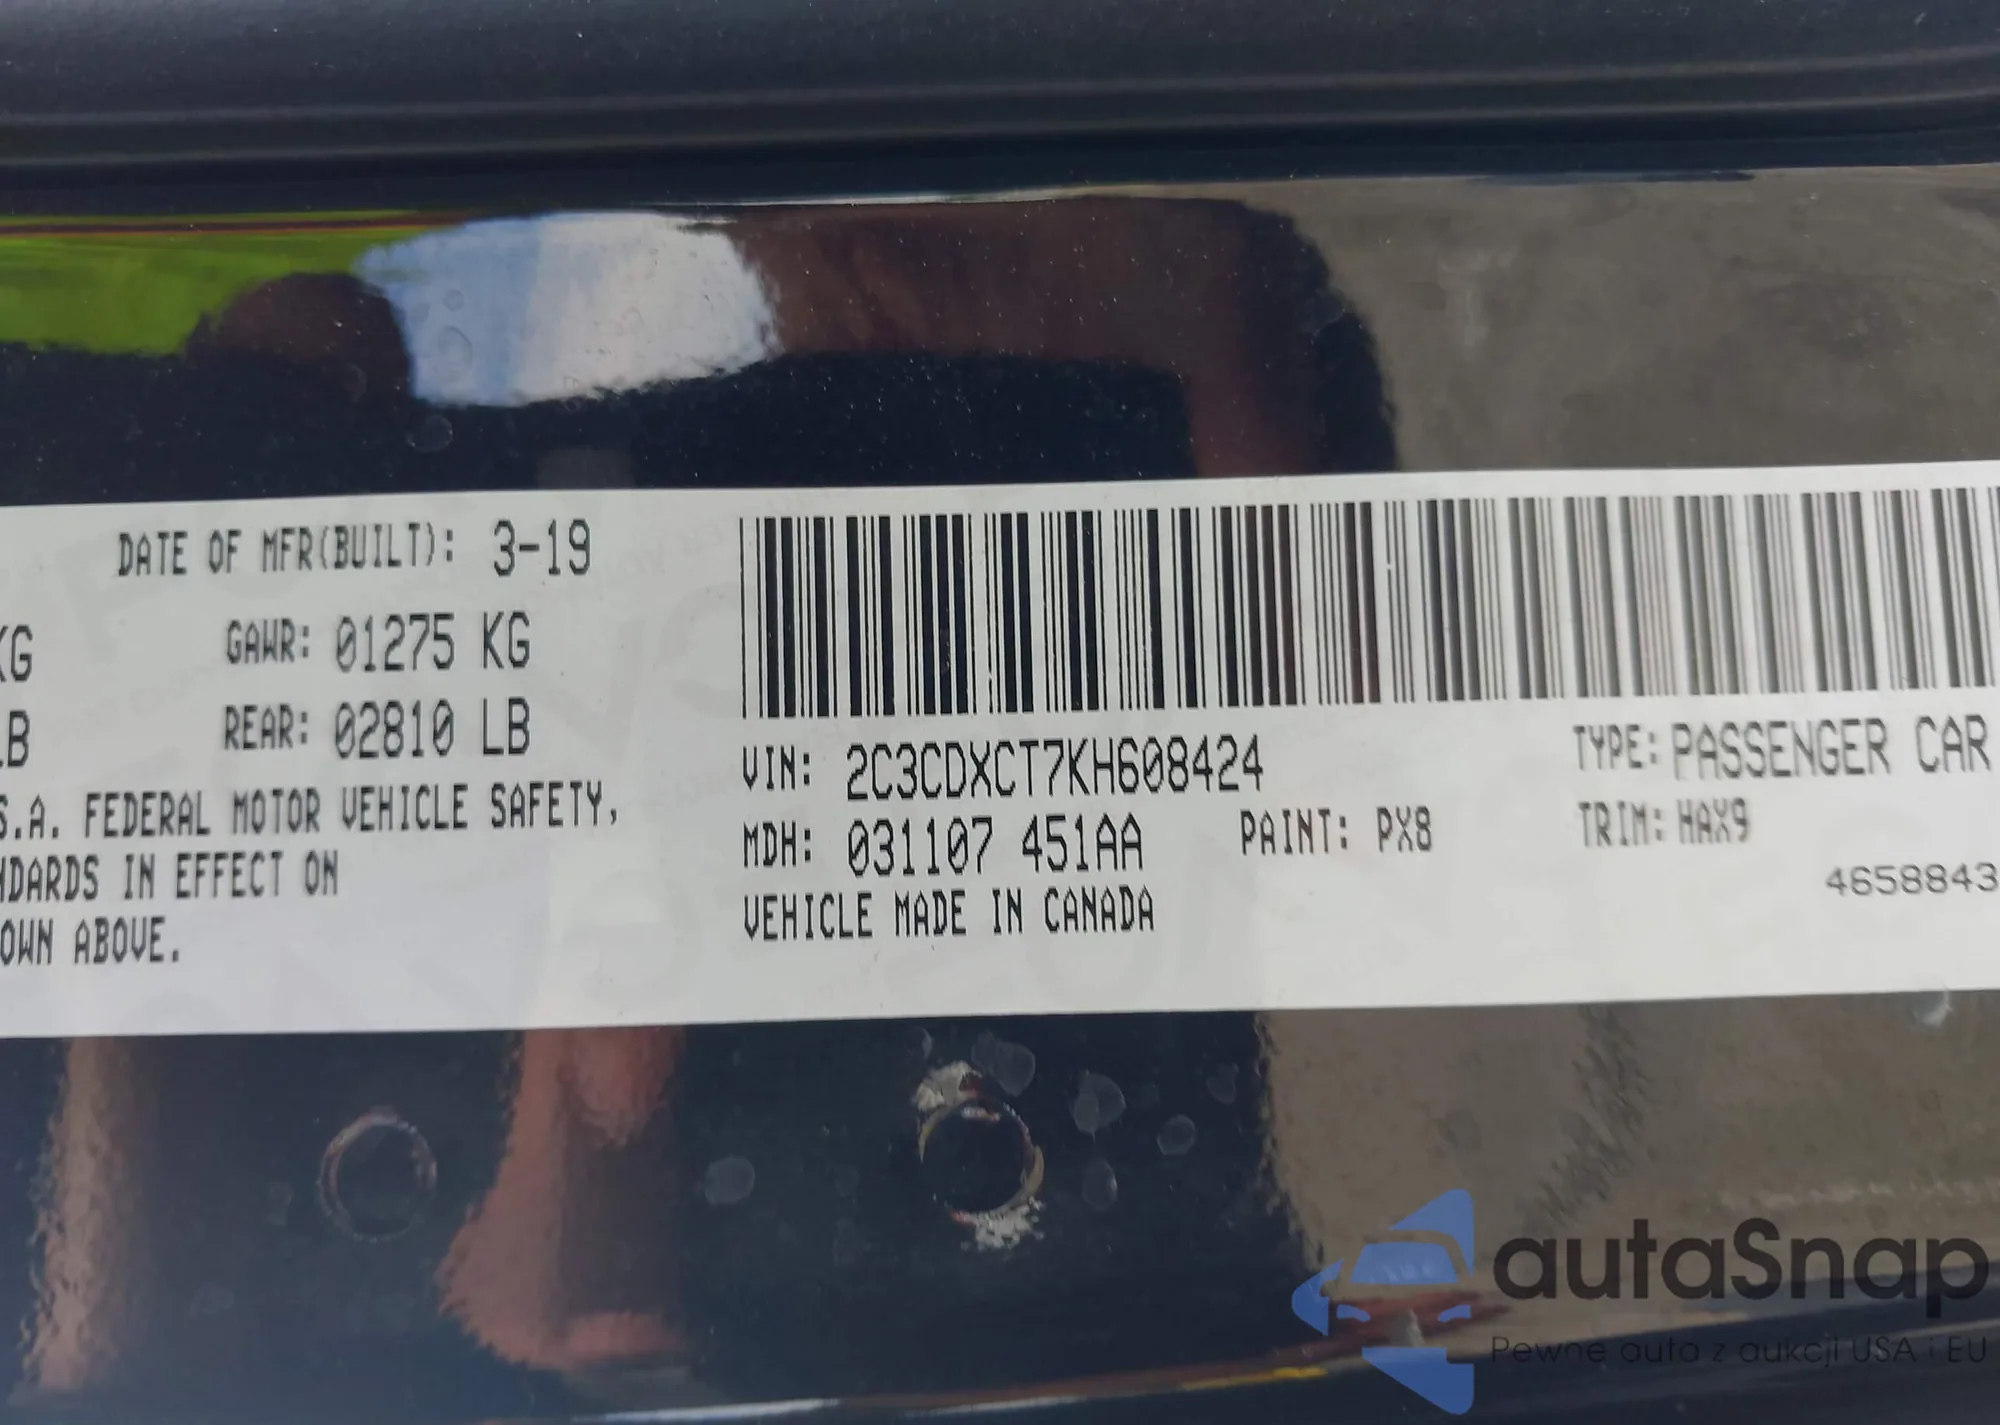 DATE OF MFR(BUILT): 3-19
KG GAWR: 01275 KG
LB REAR: 02810 LB
S.A. FEDERAL MOTOR VEHICLE SAFETY,
NDARDS IN EFFECT ON
OWN ABOVE.
VIN: 2C3CDXCT7KH608424 TYPE: PASSENGER CAR
MDH: 031107 451AA PAINT: PX8 TRIM: HAX9
VEHICLE MADE IN CANADA 4658843
autaSnap
Pewne auta z aukcji USA i EU